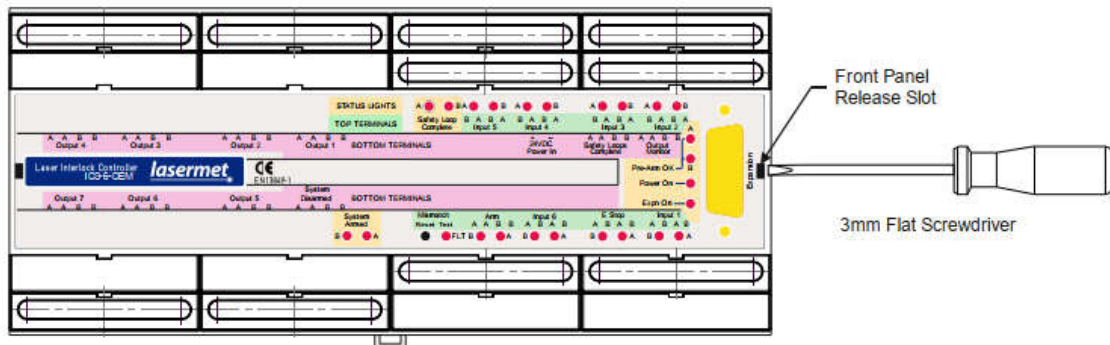 STATUS LIGHTS
A B A B A B A B A B
TOP TERMINALS
Safety Loop Complete
B A B A
Input 5
B A B A
Input 4
B A B A
Input 3
B A B A
Input 2
A A B B
Output 4
A A B B
Output 3
A A B B
Output 2
A A B B
Output 1
BOTTOM TERMINALS
+ -
24VDC
Power In
A A B B
Safety Loops
Complete
A A B B
Output
Monitor
A
B
Pre-Arm OK
Power On
Expn On
Expansion
Laser Interlock Controller
ICS-6-OEM
lasermet
CE
Output 7
A A B B
Output 6
A A B B
Output 5
A A B B
System
Disarmed
A A B B
BOTTOM TERMINALS
System
Armed
B A
Mismatch
Reset Test
FLT
Arm
A A B B
Input 6
A A B B
E Stop
A A B B
Input 1
A A B B
B A B A B A B A
Front Panel
Release Slot
3mm Flat Screwdriver